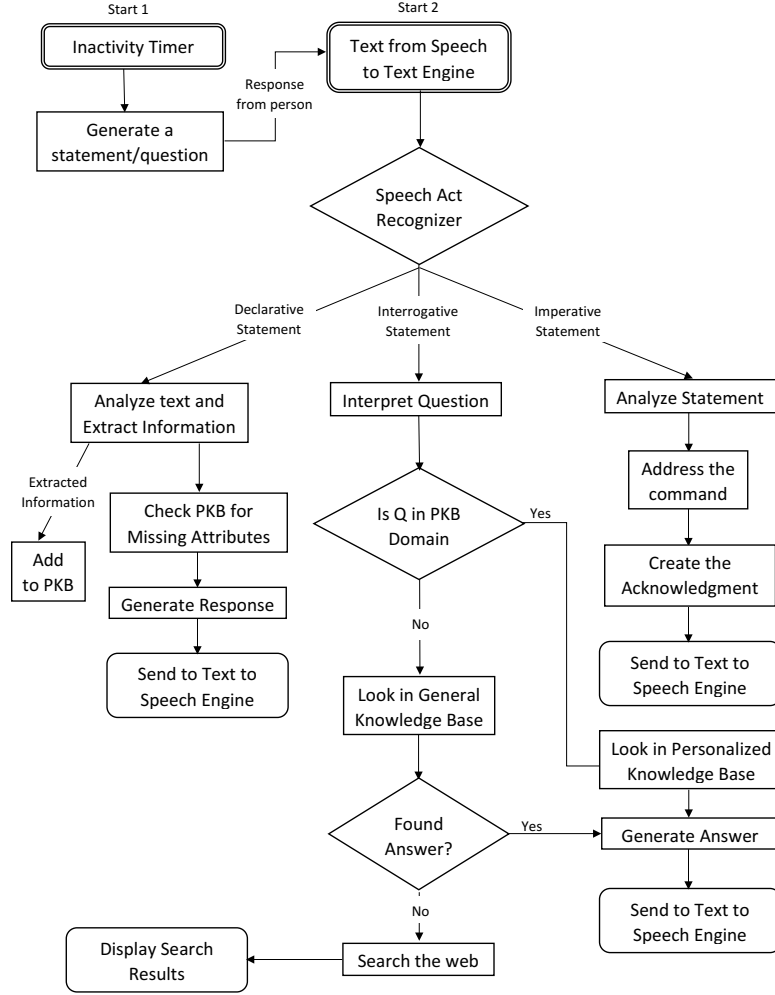 Start 1
Start 2
Inactivity Timer
Text from Speech
to Text Engine
Response
from person
Generate a
statement/question
Speech Act
Recognizer
Declarative
Statement
Interrogative
Statement
Imperative
Statement
Analyze text and
Extract Information
Interpret Question
Analyze Statement
Extracted
Information
Check PKB for
Missing Attributes
Is Q in PKB
Domain
Yes
Address the
command
Add
to PKB
Generate Response
Create the
Acknowledgment
No
Send to Text to
Speech Engine
Send to Text to
Speech Engine
Look in General
Knowledge Base
Look in Personalized
Knowledge Base
Found
Answer?
Yes
Generate Answer
No
Send to Text to
Speech Engine
Display Search
Results
Search the web